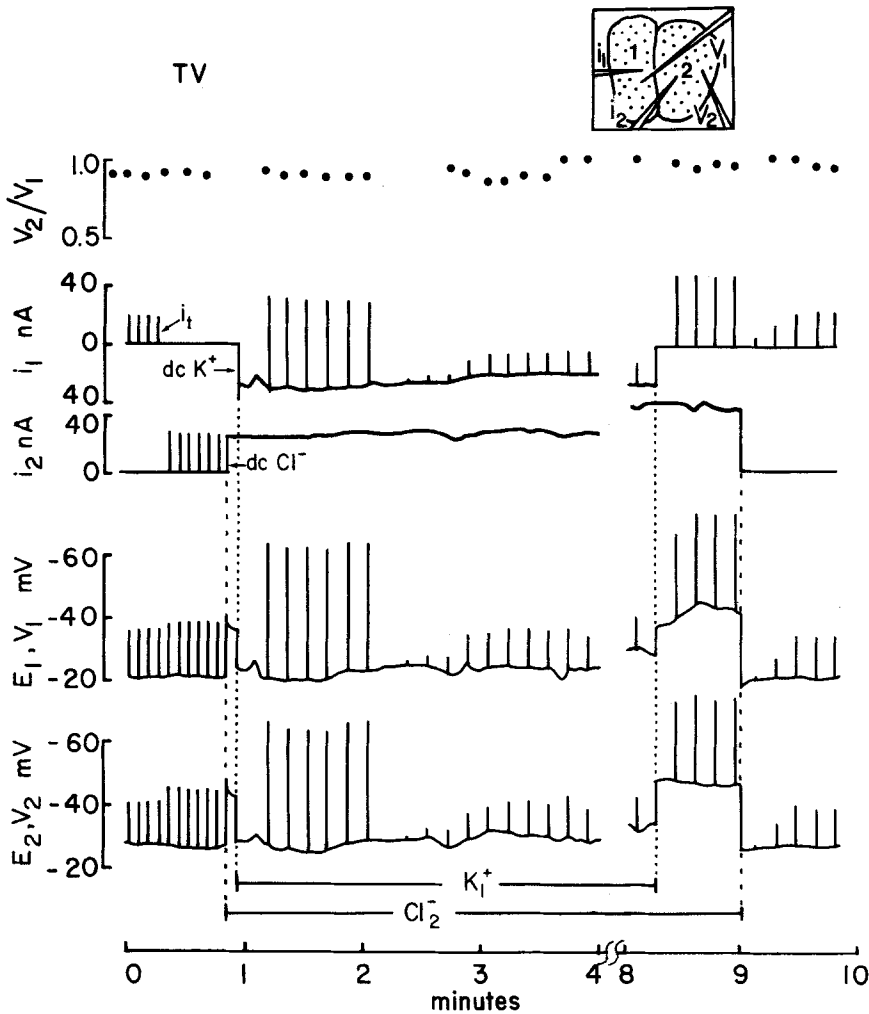 TV
i1 1 2 V1
i2 V2
V2/V1
1.0
0.5
i1 nA
40
0
40
it
dc K+
i2 nA
40
0
dc Cl-
E1, V1 mV
-60
-40
-20
E2, V2 mV
-60
-40
-20
K1+
Cl2-
0 1 2 3 4 8 9 10
minutes